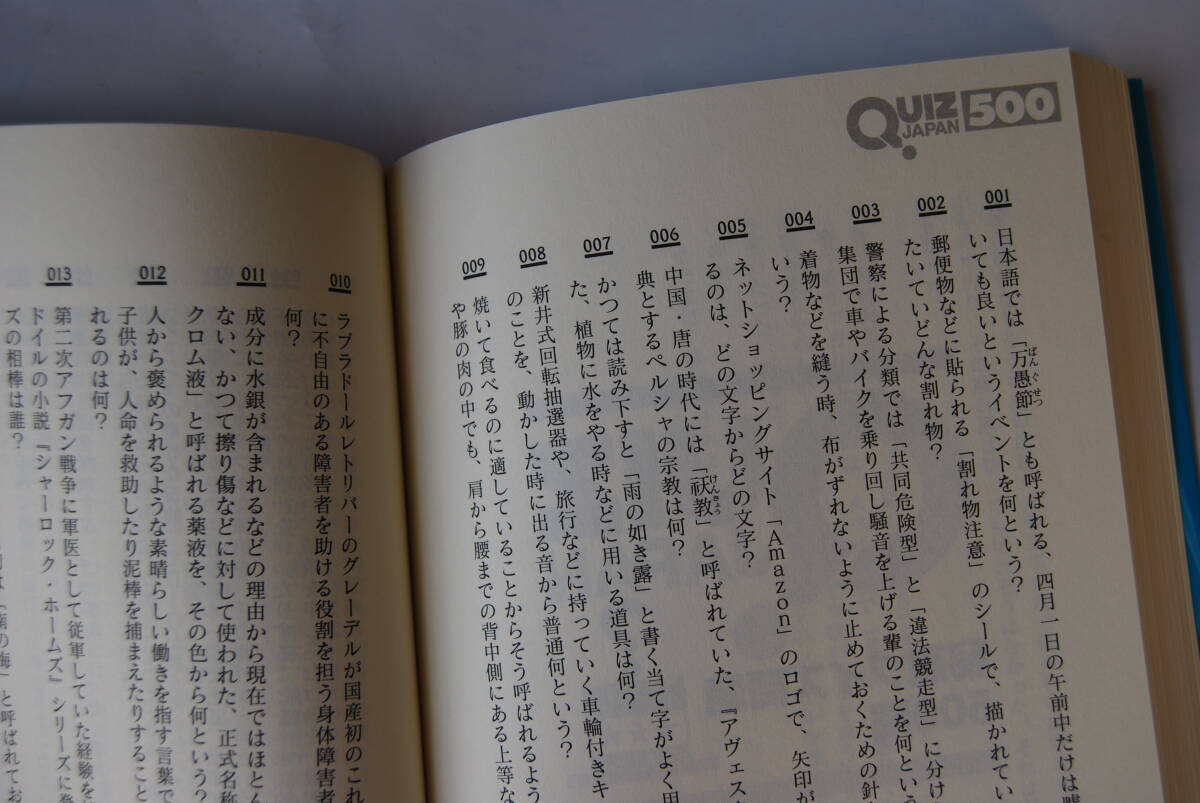 QUIZ JAPAN 500
001
日本語では「万愚節」とも呼ばれる、四月一日の午前中だけは嘘
いても良いというイベントを何という？
002
郵便物などに貼られる「割れ物注意」のシールで、描かれてい
たいていどんな割れ物？
003
警察による分類では「共同危険型」と「違法競走型」に分け
集団で車やバイクを乗り回し騒音を上げる輩のことを何という
004
着物などを縫う時、布がずれないように止めておくための針
いう？
005
ネットショッピングサイト「Amazon」のロゴで、矢印が
るのは、どの文字からどの文字？
006
中国・唐の時代には「祆教」と呼ばれていた、『アヴェス
典とするペルシャの宗教は何？
007
かつては読み下すと「雨の如き露」と書く当て字がよく用
た、植物に水をやる時などに用いる道具は何？
008
新井式回転抽選器や、旅行などに持っていく車輪付きキ
のことを、動かした時に出る音から普通何という？
009
焼いて食べるのに適していることからそう呼ばれるよう
や豚の肉の中でも、肩から腰までの背中側にある上等な
010
ラブラドールレトリバーのグレーデルが国産初のこれ
に不自由のある障害者を助ける役割を担う身体障害者
何？
011
成分に水銀が含まれるなどの理由から現在ではほとん
ない、かつて擦り傷などに対して使われた、正式名称
クロム液」と呼ばれる薬液を、その色から何という？
012
人から褒められるような素晴らしい働きを指す言葉で
子供が、人命を救助したり泥棒を捕まえたりすること
れるのは何？
013
第二次アフガン戦争に軍医として従軍していた経験を
ドイルの小説『シャーロック・ホームズ』シリーズに登
ズの相棒は誰？
の海」と呼ばれてお